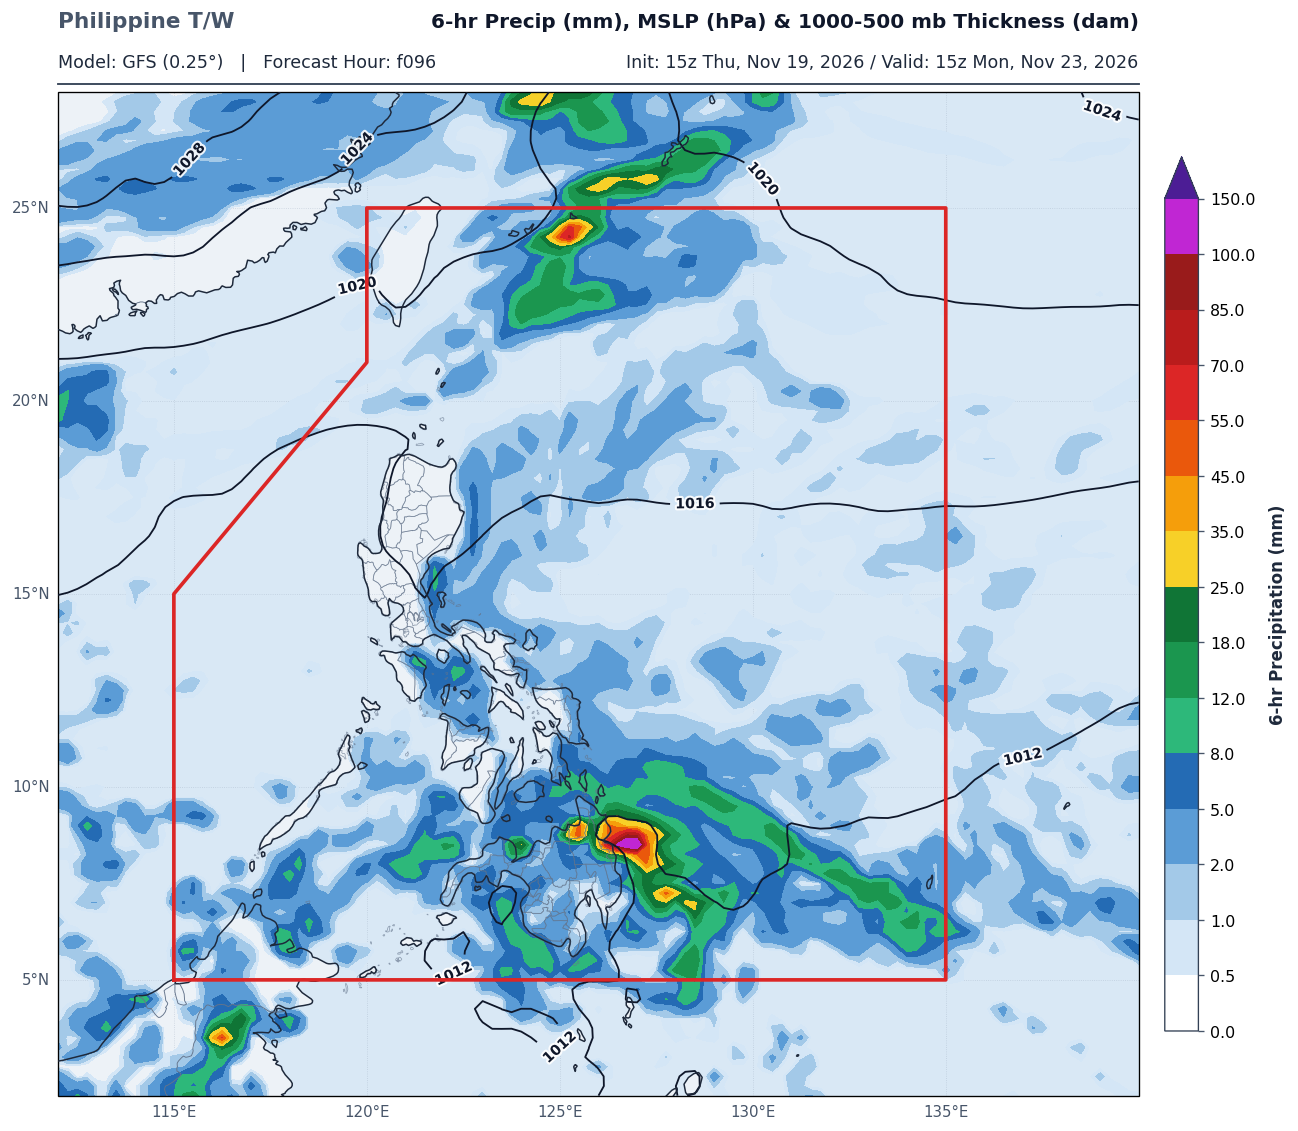 Philippine T/W
6-hr Precip (mm), MSLP (hPa) & 1000-500 mb Thickness (dam)
Model: GFS (0.25°) | Forecast Hour: f096
Init: 15z Thu, Nov 19, 2026 / Valid: 15z Mon, Nov 23, 2026
1024
1028
1024
1020
1020
1016
1012
1012
1012
25°N
20°N
15°N
10°N
5°N
115°E
120°E
125°E
130°E
135°E
150.0
100.0
85.0
70.0
55.0
45.0
35.0
25.0
18.0
12.0
8.0
5.0
2.0
1.0
0.5
0.0
6-hr Precipitation (mm)